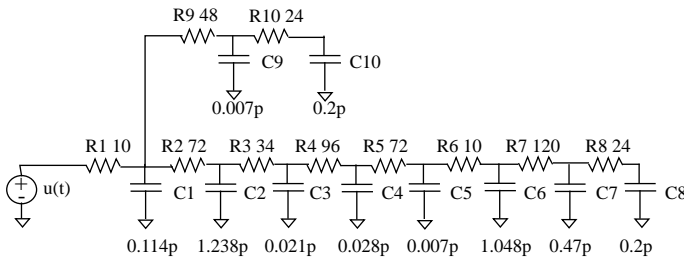 R9 48 R10 24
C9 C10
0.007p 0.2p
R1 10 R2 72 R3 34 R4 96 R5 72 R6 10 R7 120 R8 24
+
-
u(t) C1 C2 C3 C4 C5 C6 C7 C8
0.114p 1.238p 0.021p 0.028p 0.007p 1.048p 0.47p 0.2p